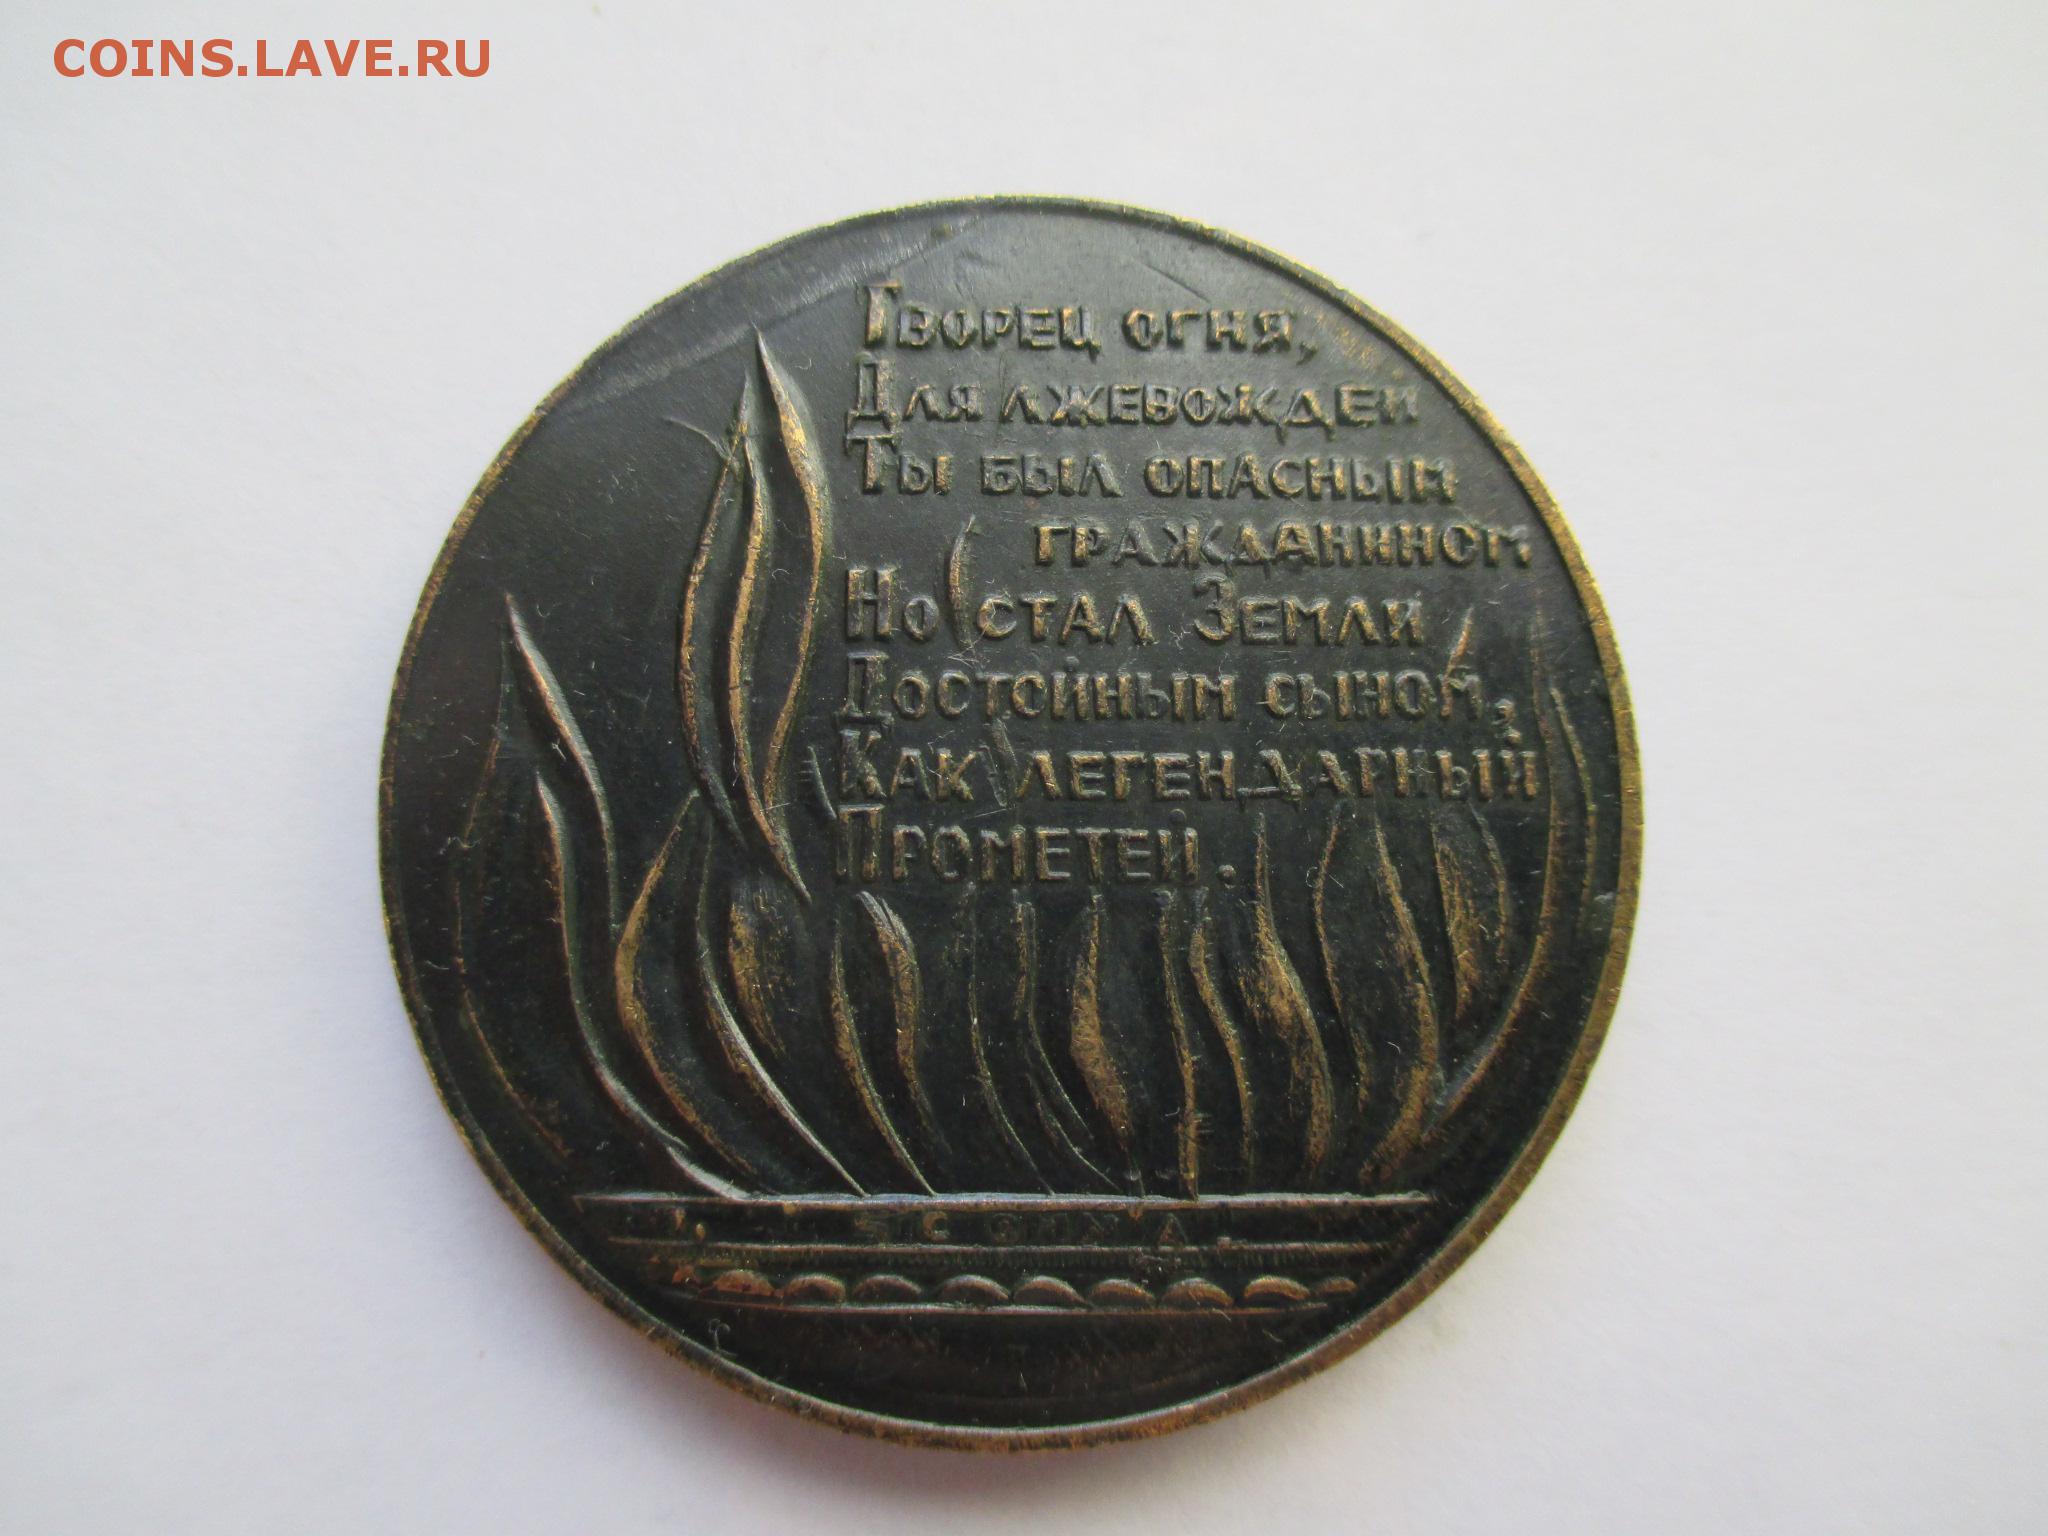 COINS.LAVE.RU
Творец огня,
Для лжевождей
Ты был опасным
гражданином
Но стал Земли
Достойным сыном,
Как легендарный
Прометей.